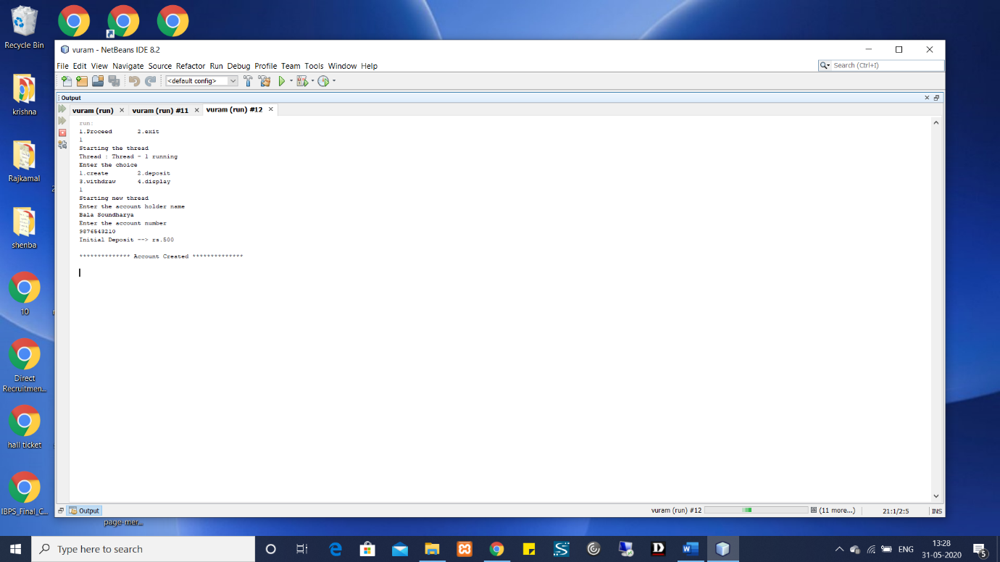 Recycle Bin
vuram - NetBeans IDE 8.2
File Edit View Navigate Source Refactor Run Debug Profile Team Tools Window Help
Search (Ctrl+I)
<default config>
Output
vuram (run) vuram (run) #11 vuram (run) #12
run:
1.Proceed 2.exit
1
Starting the thread
Thread : Thread - 1 running
Enter the choice
1.create 2.deposit
3.withdraw 4.display
1
Starting new thread
Enter the account holder name
Bala Soundharya
Enter the account number
9876543210
Initial Deposit --> rs.500
************** Account Created **************
krishna
Rajkamal
shenba
10
Direct
Recruitmen...
hall ticket
IBPS_Final_C...
Output
vuram (run) #12 (11 more...) 21:1/2:5 INS
page-mer...
Type here to search
ENG
13:28
31-05-2020
5